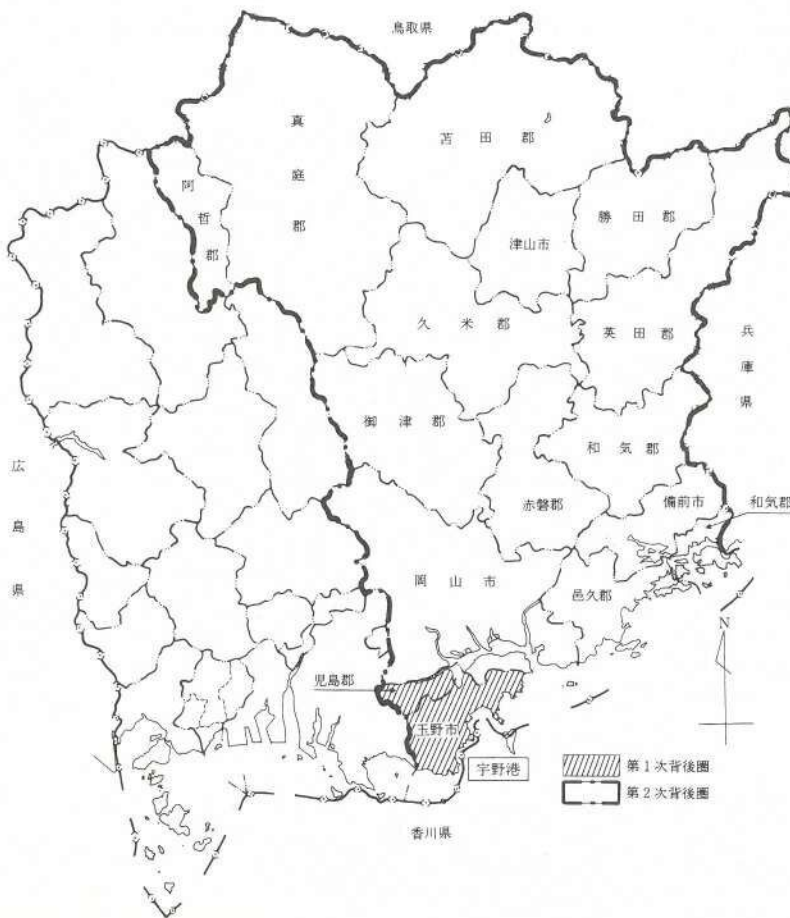 鳥取県
真庭郡
苫田郡
阿哲郡
勝田郡
津山市
久米郡
英田郡
兵庫県
御津郡
和気郡
赤磐郡
備前市
和気郡
広島県
岡山市
邑久郡
N
児島郡
玉野市
宇野港
第1次背後圏
第2次背後圏
香川県